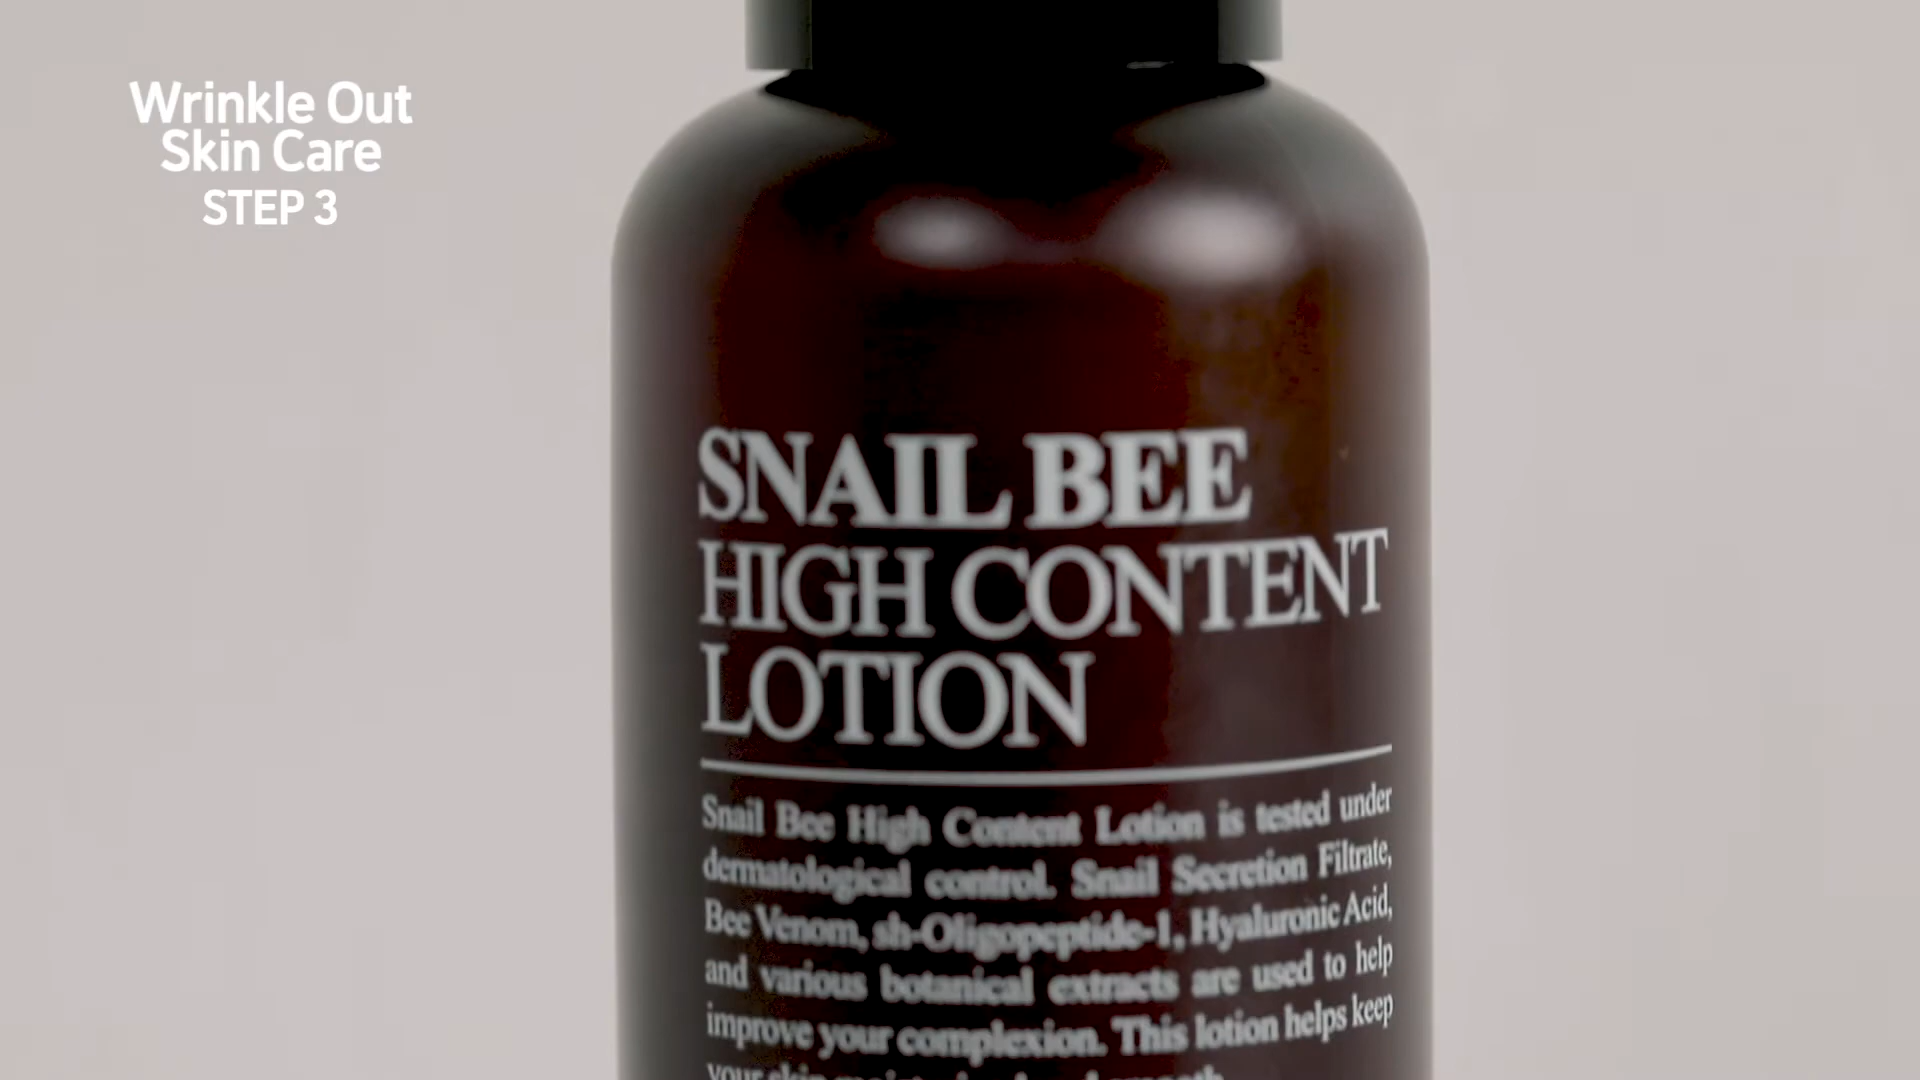 Wrinkle Out
Skin Care
STEP 3
SNAIL BEE
HIGH CONTENT
LOTION
Snail Bee High Content Lotion is tested under
dermatological control. Snail Secretion Filtrate,
Bee Venom, sh-Oligopeptide-1, Hyaluronic Acid,
and various botanical extracts are used to help
improve your complexion. This lotion helps keep
your skin